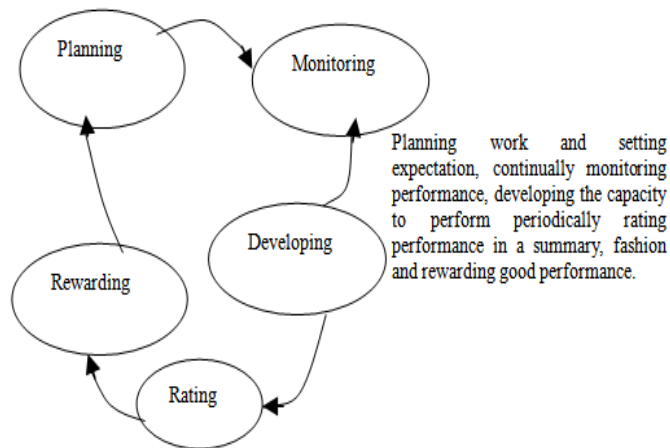 Planning
Monitoring
Planning work and setting
expectation, continually monitoring
performance, developing the capacity
to perform periodically rating
performance in a summary, fashion
and rewarding good performance.
Developing
Rewarding
Rating